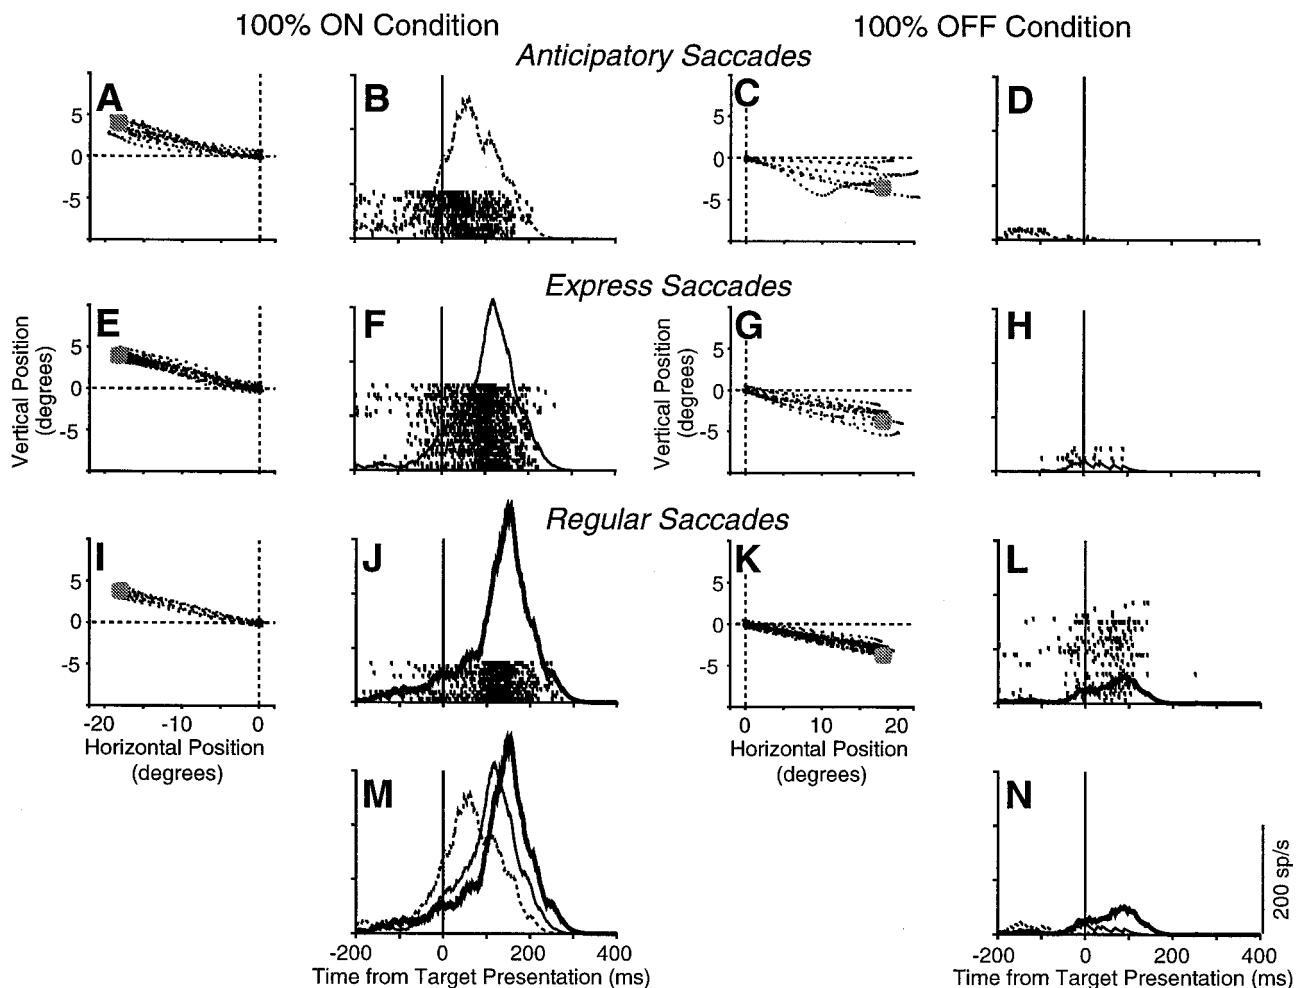 100% ON Condition
100% OFF Condition
Anticipatory Saccades
A
B
C
D
5
0
-5
5
0
-5
Express Saccades
E
F
G
H
Vertical Position
(degrees)
5
0
-5
Vertical Position
(degrees)
5
0
-5
Regular Saccades
I
J
K
L
5
0
-5
5
0
-5
-20
-10
0
Horizontal Position
(degrees)
0
10
20
Horizontal Position
(degrees)
M
N
200 sp/s
-200
0
200
400
Time from Target Presentation (ms)
-200
0
200
400
Time from Target Presentation (ms)